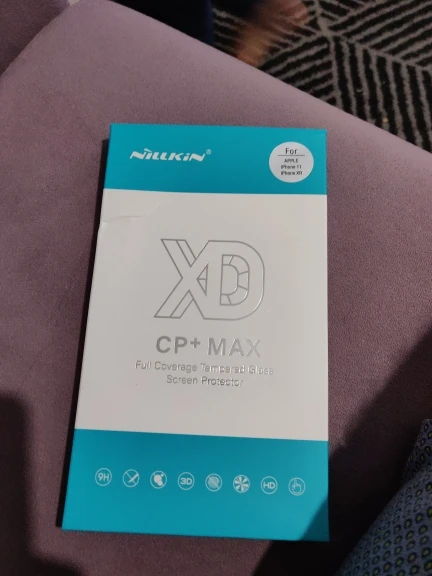 NILLKIN®
For
APPLE
iPhone 11
iPhone XR
XD
CP+ MAX
Full Coverage Tempered Glass
Screen Protector
9H
3D
HD